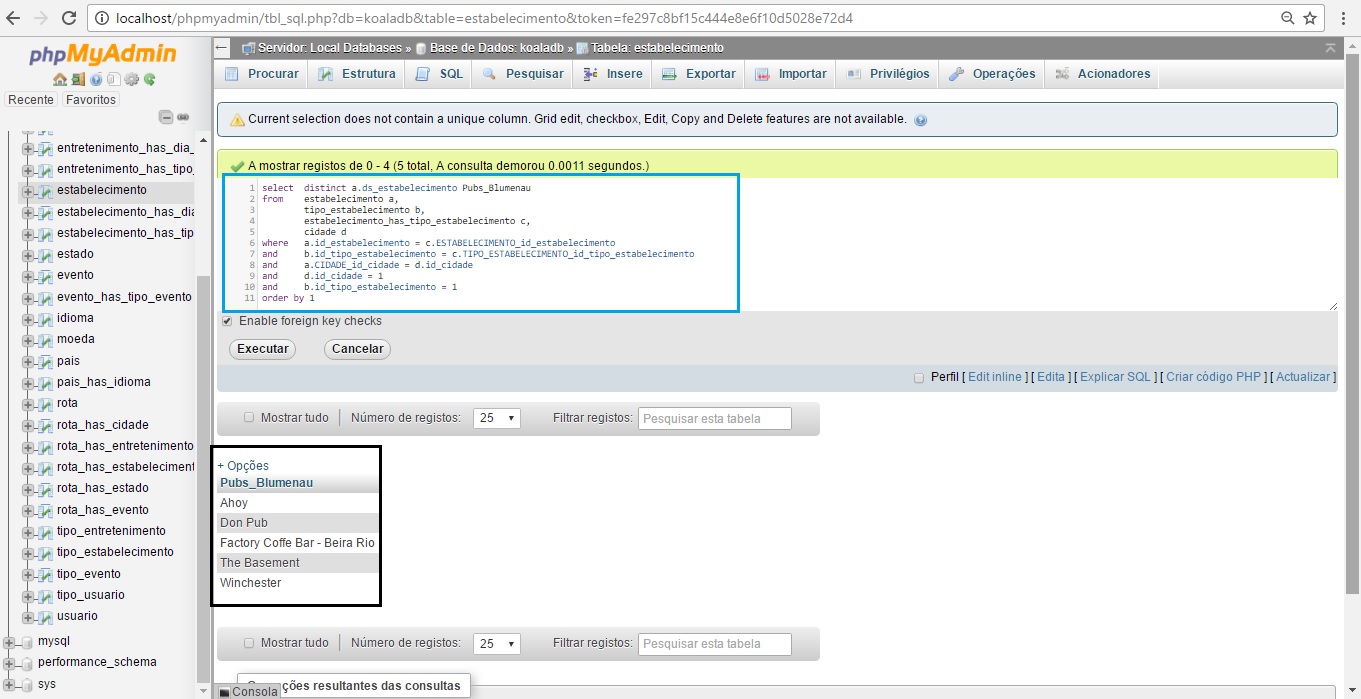 localhost/phpmyadmin/tbl_sql.php?db=koaladb&table=estabelecimento&token=fe297c8bf15c444e8e6f10d5028e72d4
phpMyAdmin
Recente Favoritos
entretenimento_has_dia_
entretenimento_has_tipo_
estabelecimento
estabelecimento_has_dia
estabelecimento_has_tip
estado
evento
evento_has_tipo_evento
idioma
moeda
pais
pais_has_idioma
rota
rota_has_cidade
rota_has_entretenimento
rota_has_estabeleciment
rota_has_estado
rota_has_evento
tipo_entretenimento
tipo_estabelecimento
tipo_evento
tipo_usuario
usuario
mysql
performance_schema
sys
Servidor: Local Databases » Base de Dados: koaladb » Tabela: estabelecimento
Procurar Estrutura SQL Pesquisar Insere Exportar Importar Privilégios Operações Acionadores
Current selection does not contain a unique column. Grid edit, checkbox, Edit, Copy and Delete features are not available.
A mostrar registos de 0 - 4 (5 total, A consulta demorou 0.0011 segundos.)
1 select distinct a.ds_estabelecimento Pubs_Blumenau
2 from estabelecimento a,
3 tipo_estabelecimento b,
4 estabelecimento_has_tipo_estabelecimento c,
5 cidade d
6 where a.id_estabelecimento = c.ESTABELECIMENTO_id_estabelecimento
7 and b.id_tipo_estabelecimento = c.TIPO_ESTABELECIMENTO_id_tipo_estabelecimento
8 and a.CIDADE_id_cidade = d.id_cidade
9 and d.id_cidade = 1
10 and b.id_tipo_estabelecimento = 1
11 order by 1
Enable foreign key checks
Executar Cancelar
Perfil [ Edit inline ] [ Edita ] [ Explicar SQL ] [ Criar código PHP ] [ Actualizar ]
Mostrar tudo Número de registos: 25 Filtrar registos: Pesquisar esta tabela
+ Opções
Pubs_Blumenau
Ahoy
Don Pub
Factory Coffe Bar - Beira Rio
The Basement
Winchester
Mostrar tudo Número de registos: 25 Filtrar registos: Pesquisar esta tabela
resultantes das consultas
Consola